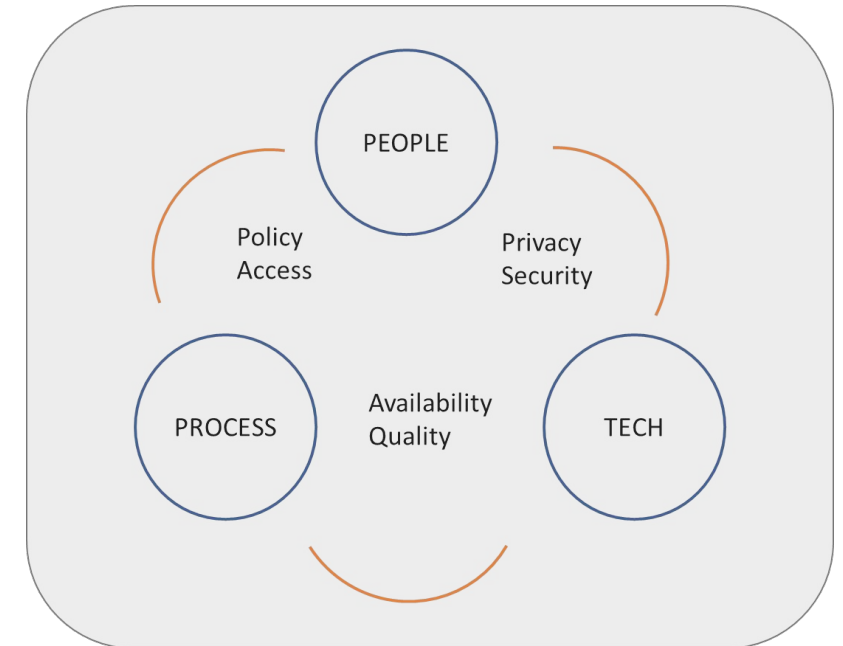 PEOPLE
Policy
Access
Privacy
Security
PROCESS
Availability
Quality
TECH